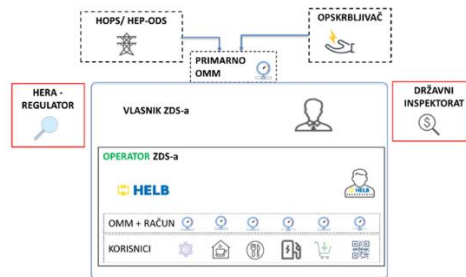 HOPS/ HEP-ODS
OPSKRBLJIVAČ
PRIMARNO
OMM
HERA -
REGULATOR
DRŽAVNI
INSPEKTORAT
VLASNIK ZDS-a
OPERATOR ZDS-a
HELB
HELB
OMM + RAČUN
KORISNICI